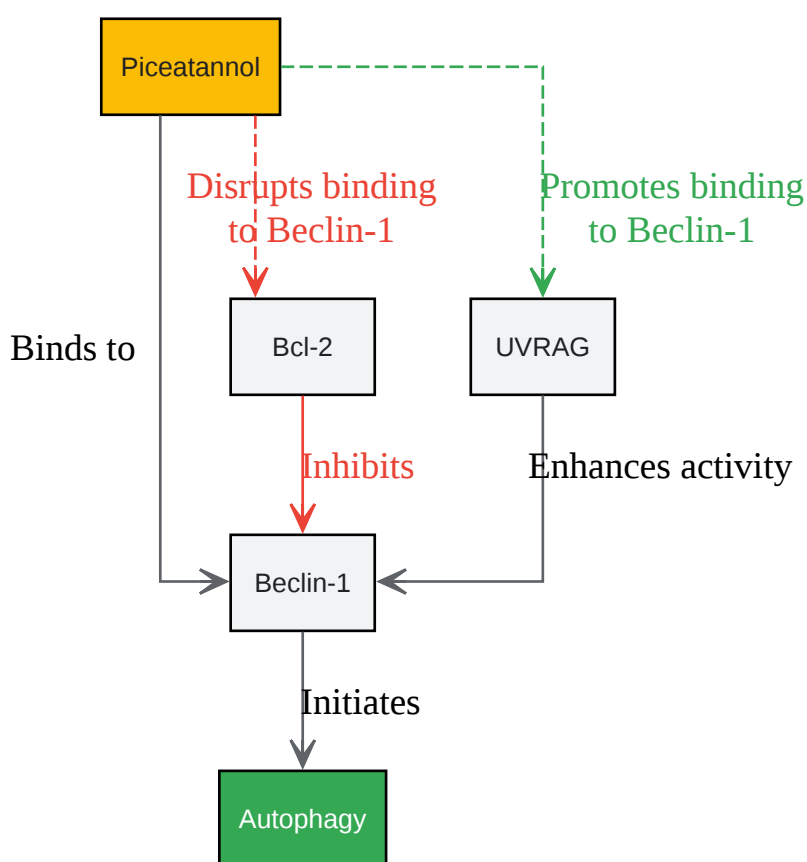 Piceatannol
Disrupts binding
to Beclin-1
Promotes binding
to Beclin-1
Binds to
Bcl-2
UVRAG
Inhibits
Enhances activity
Beclin-1
Initiates
Autophagy